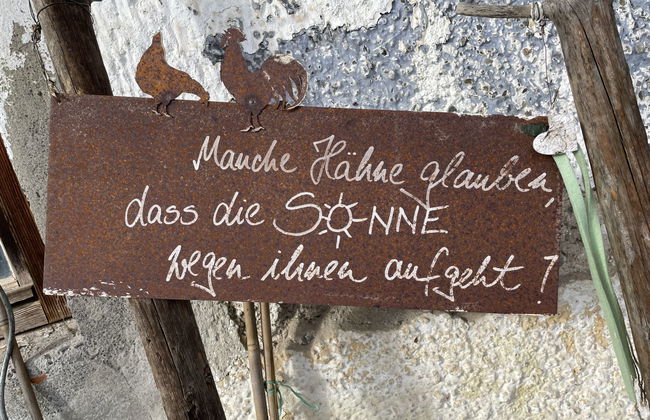 Manche Hähne glauben,
dass die SONNE
wegen ihnen aufgeht!